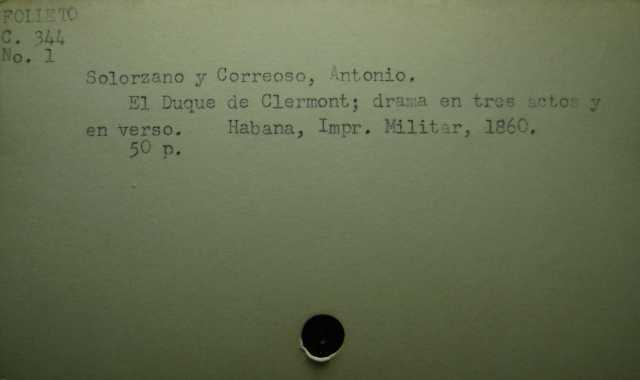 FOLLETO
C. 344
No. 1
Solorzano y Correoso, Antonio.
El Duque de Clermont; drama en tres actos y
en verso. Habana, Impr. Militar, 1860.
50 p.